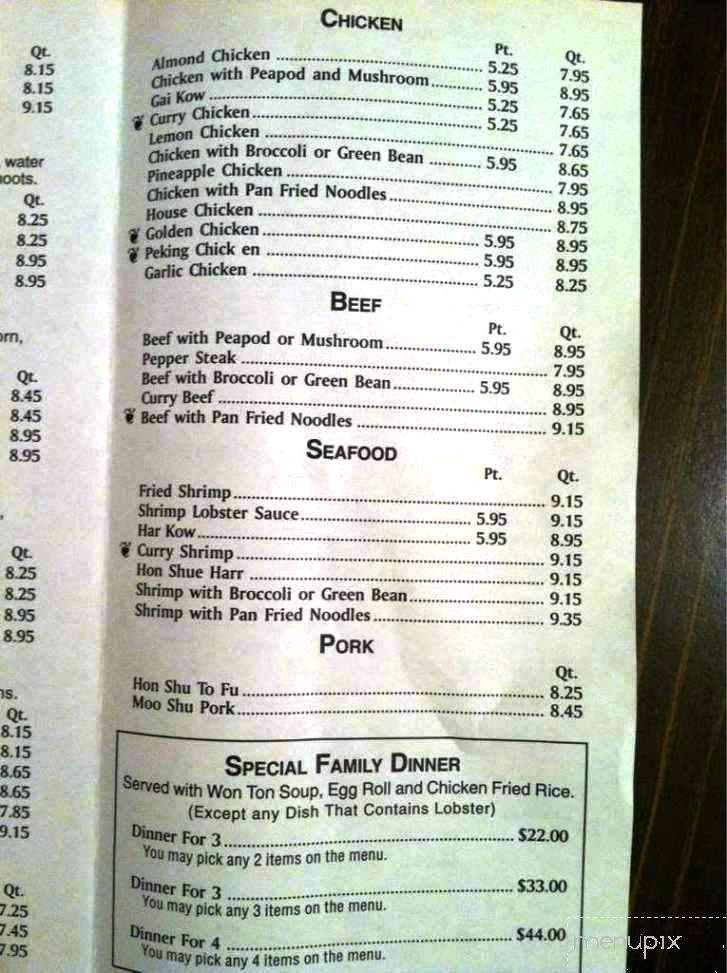 Qt.
8.15
8.15
9.15
water
Qt.
8.25
8.25
8.95
8.95
Qt.
8.45
8.45
8.95
8.95
Qt.
8.25
8.25
8.95
8.95
Qt.
8.15
8.15
8.65
8.65
7.85
9.15
Qt.
7.25
7.45
7.95
CHICKEN
Pt. Qt.
Almond Chicken 5.25 7.95
Chicken with Peapod and Mushroom 5.95 8.95
Gai Kow 5.25 7.65
Curry Chicken 5.25 7.65
Lemon Chicken 7.65
Chicken with Broccoli or Green Bean 5.95 8.65
Pineapple Chicken 7.95
Chicken with Pan Fried Noodles 8.95
House Chicken 8.75
Golden Chicken 5.95 8.95
Peking Chick en 5.95 8.95
Garlic Chicken 5.25 8.25
BEEF
Pt. Qt.
Beef with Peapod or Mushroom 5.95 8.95
Pepper Steak 7.95
Beef with Broccoli or Green Bean 5.95 8.95
Curry Beef 8.95
Beef with Pan Fried Noodles 9.15
SEAFOOD
Pt. Qt.
Fried Shrimp 9.15
Shrimp Lobster Sauce 5.95 9.15
Har Kow 5.95 8.95
Curry Shrimp 9.15
Hon Shue Harr 9.15
Shrimp with Broccoli or Green Bean 9.15
Shrimp with Pan Fried Noodles 9.35
PORK
Qt.
Hon Shu To Fu 8.25
Moo Shu Pork 8.45
SPECIAL FAMILY DINNER
Served with Won Ton Soup, Egg Roll and Chicken Fried Rice.
(Except any Dish That Contains Lobster)
Dinner For 3 $22.00
You may pick any 2 items on the menu.
Dinner For 3 $33.00
You may pick any 3 items on the menu.
Dinner For 4 $44.00
You may pick any 4 items on the menu.
menupix